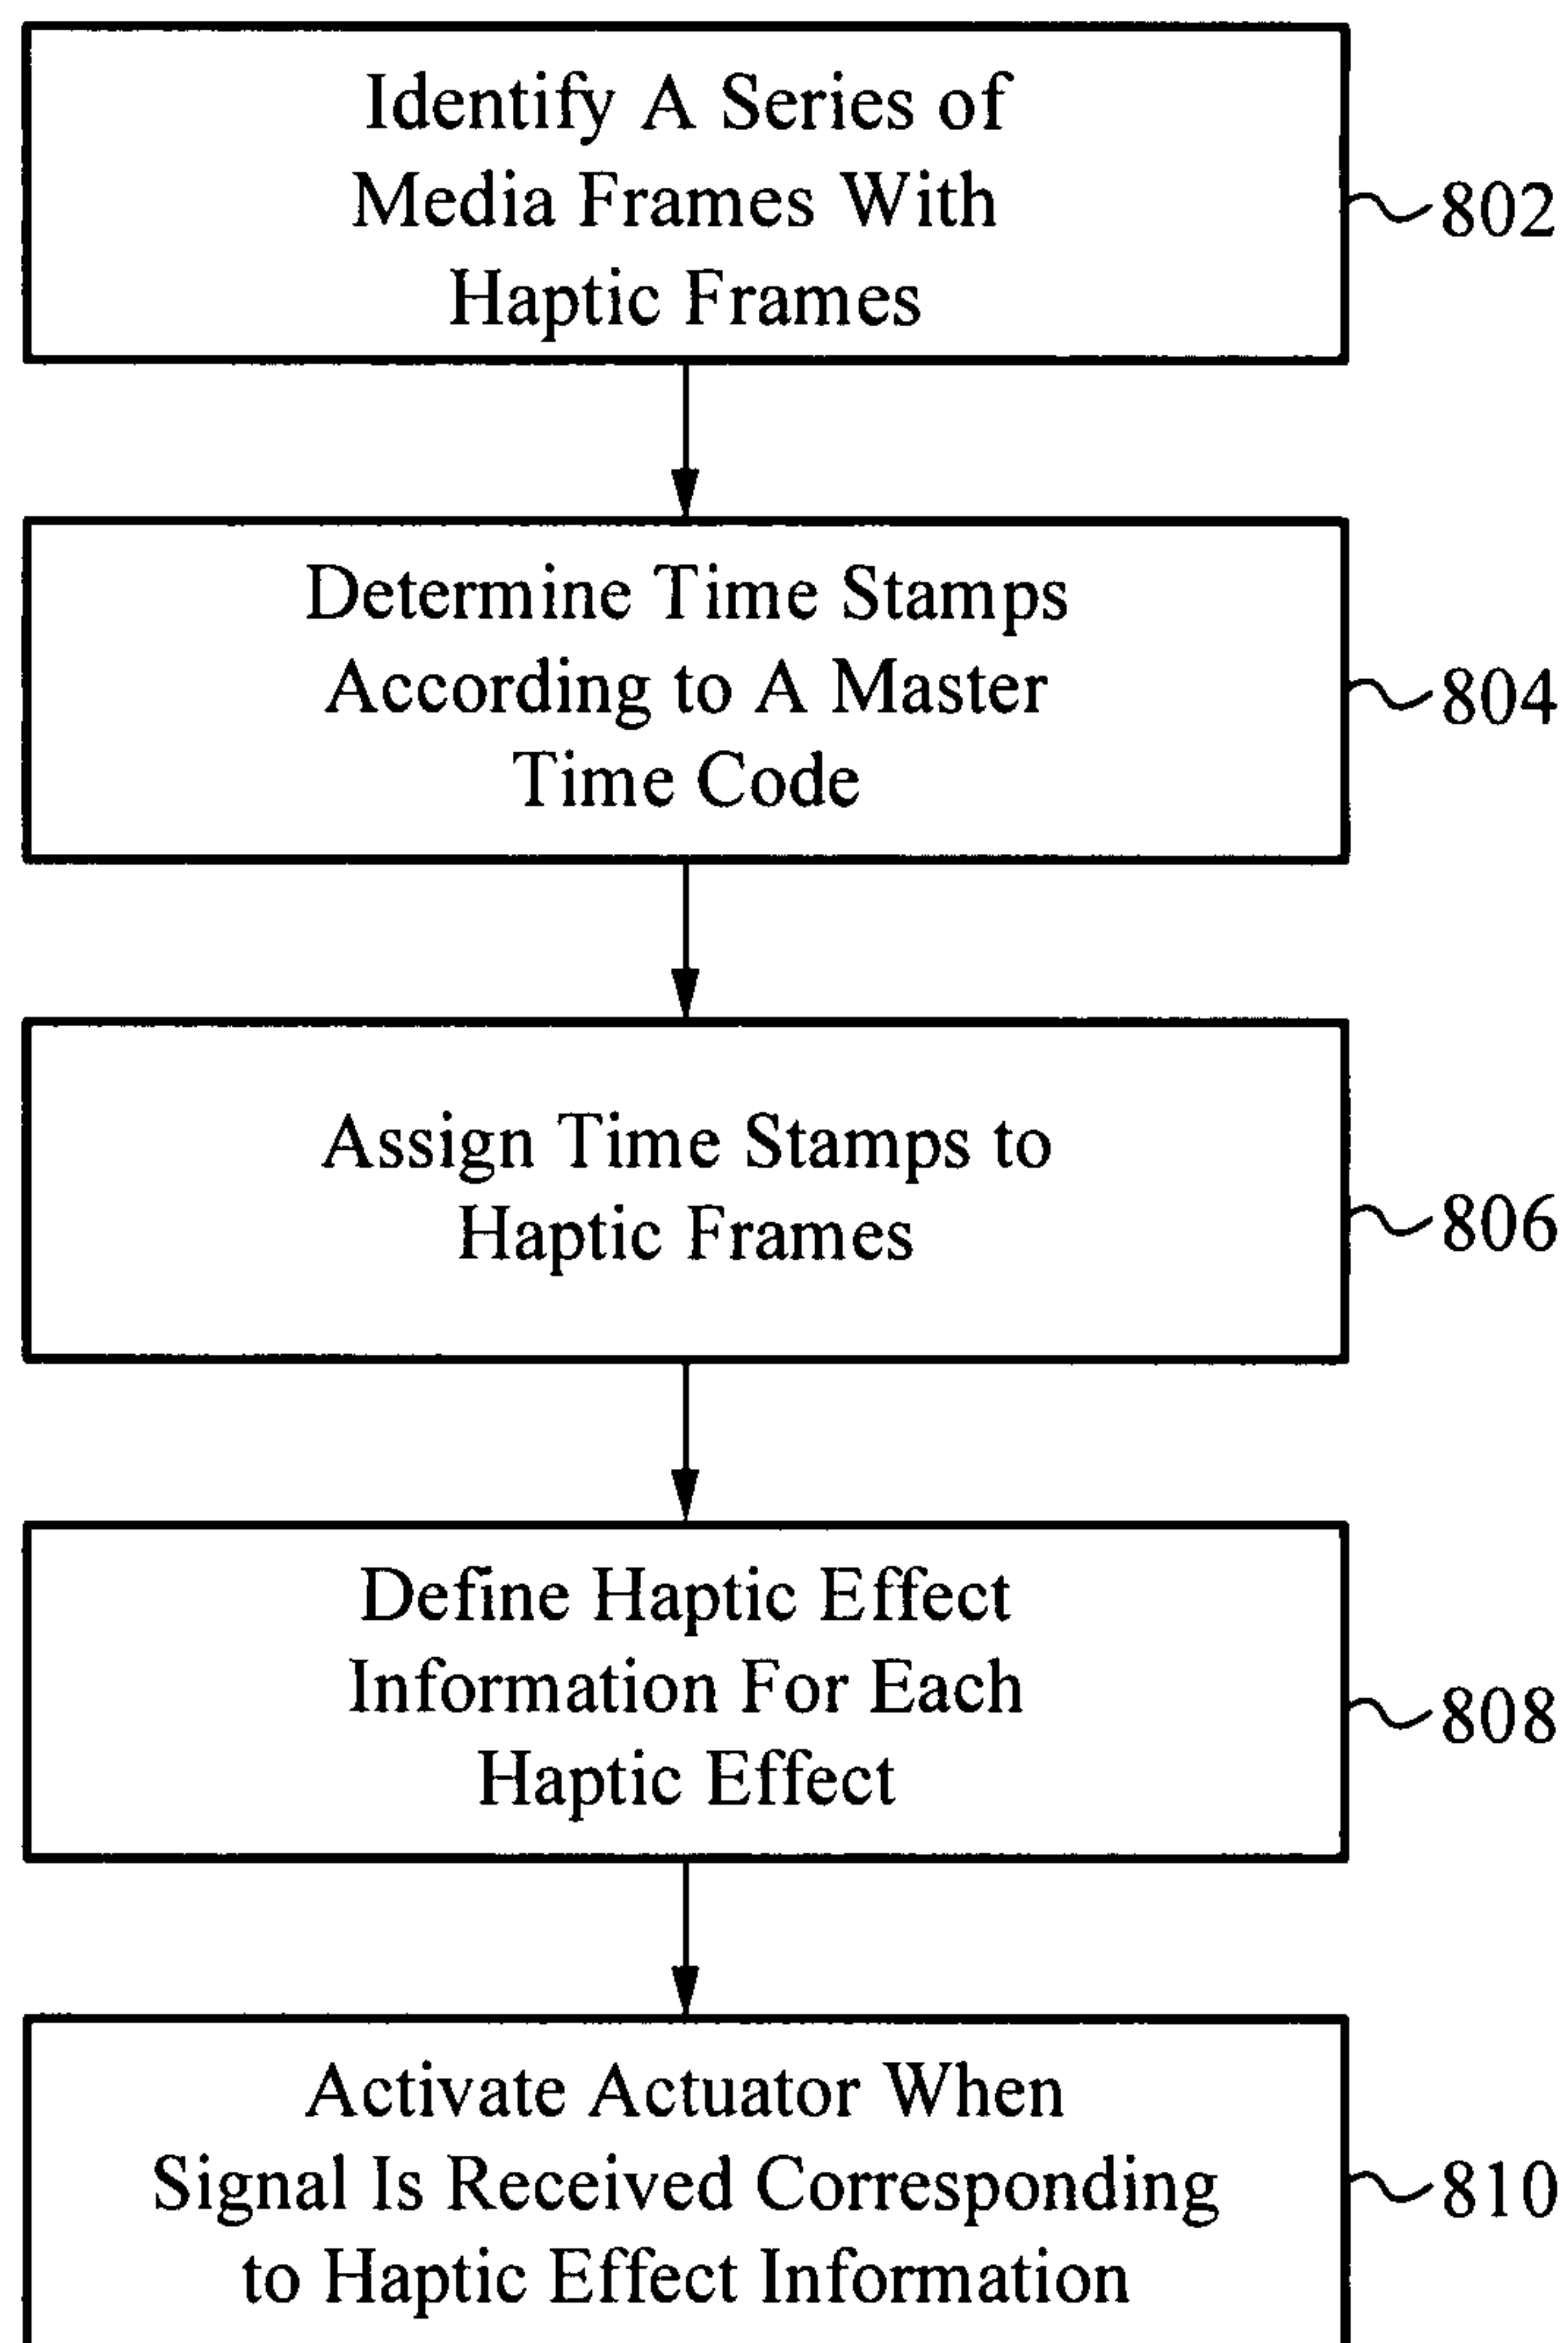 Identify A Series of
Media Frames With
Haptic Frames
802
Determine Time Stamps
According to A Master
Time Code
804
Assign Time Stamps to
Haptic Frames
806
Define Haptic Effect
Information For Each
Haptic Effect
808
Activate Actuator When
Signal Is Received Corresponding
to Haptic Effect Information
810